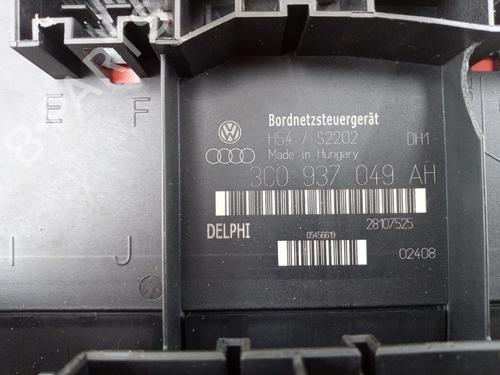 E F
Bordnetzsteuergerät
H54 / S2202 DH1
Made in Hungary
3C0 937 049 AH
DELPHI 28107525
05456619
02408
I J